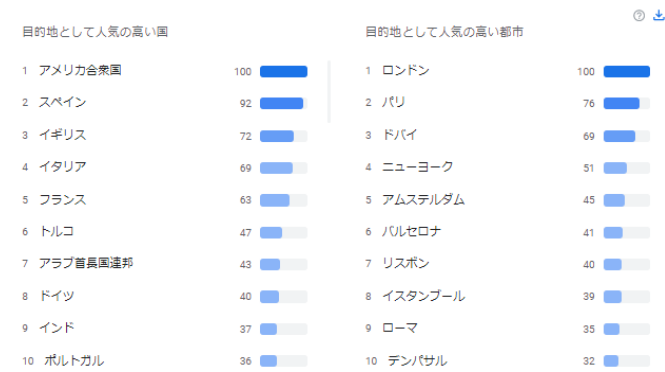 目的地として人気の高い国
1 アメリカ合衆国 100
2 スペイン 92
3 イギリス 72
4 イタリア 69
5 フランス 63
6 トルコ 47
7 アラブ首長国連邦 43
8 ドイツ 40
9 インド 37
10 ポルトガル 36
目的地として人気の高い都市
1 ロンドン 100
2 パリ 76
3 ドバイ 69
4 ニューヨーク 51
5 アムステルダム 45
6 バルセロナ 41
7 リスボン 40
8 イスタンブール 39
9 ローマ 35
10 デンパサル 32